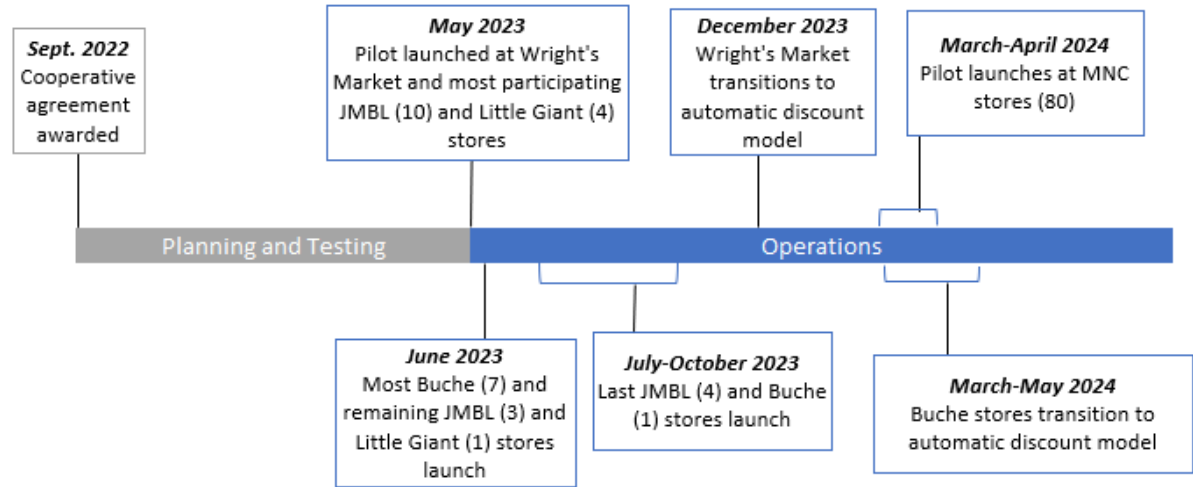 Sept. 2022
Cooperative
agreement
awarded
May 2023
Pilot launched at Wright's
Market and most participating
JMBL (10) and Little Giant (4)
stores
December 2023
Wright's Market
transitions to
automatic discount
model
March-April 2024
Pilot launches at MNC
stores (80)
Planning and Testing
Operations
June 2023
Most Buche (7) and
remaining JMBL (3) and
Little Giant (1) stores
launch
July-October 2023
Last JMBL (4) and Buche
(1) stores launch
March-May 2024
Buche stores transition to
automatic discount model